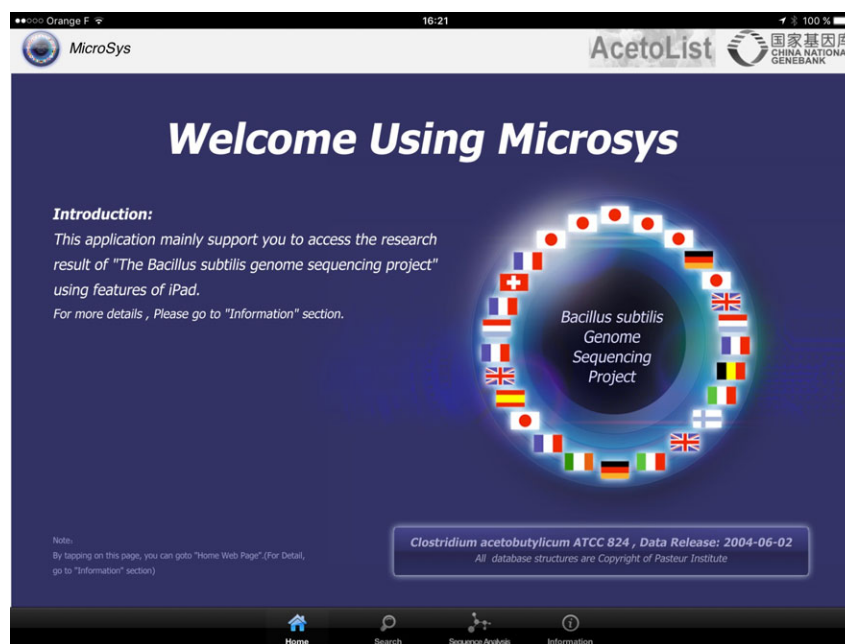 Orange F
16:21
100 %
MicroSys
AcetoList
国家基因库
CHINA NATIONAL
GENEBANK
Welcome Using Microsys
Introduction:
This application mainly support you to access the research
result of "The Bacillus subtilis genome sequencing project"
using features of iPad.
For more details , Please go to "Information" section.
Bacillus subtilis
Genome
Sequencing
Project
Note:
By tapping on this page, you can goto "Home Web Page".(For Detail,
go to "Information" section)
Clostridium acetobutylicum ATCC 824 , Data Release: 2004-06-02
All database structures are Copyright of Pasteur Institute
Home
Search
Sequence Analysis
Information